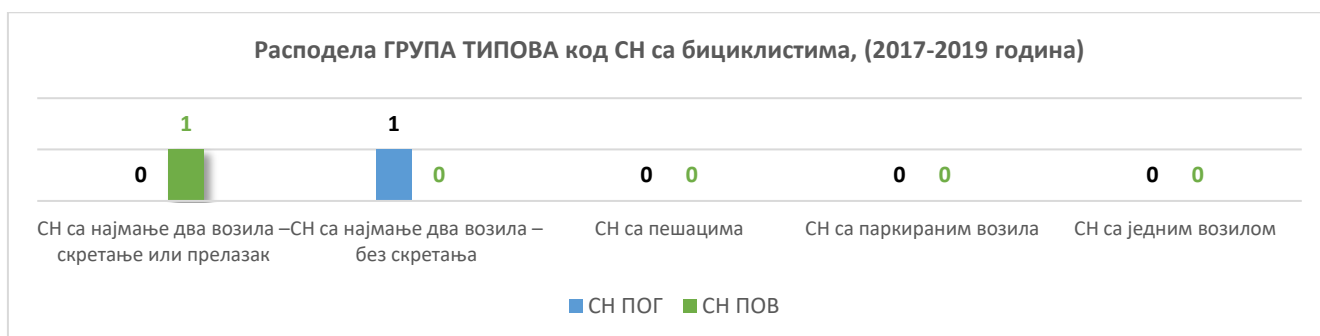 Расподела ГРУПА ТИПОВА код СН са бициклистима, (2017-2019 година)
1 1
0 0 0 0 0 0 0 0
СН са најмање два возила –
скретање или прелазак
СН са најмање два возила –
без скретања
СН са пешацима
СН са паркираним возила
СН са једним возилом
СН ПОГ СН ПОВ